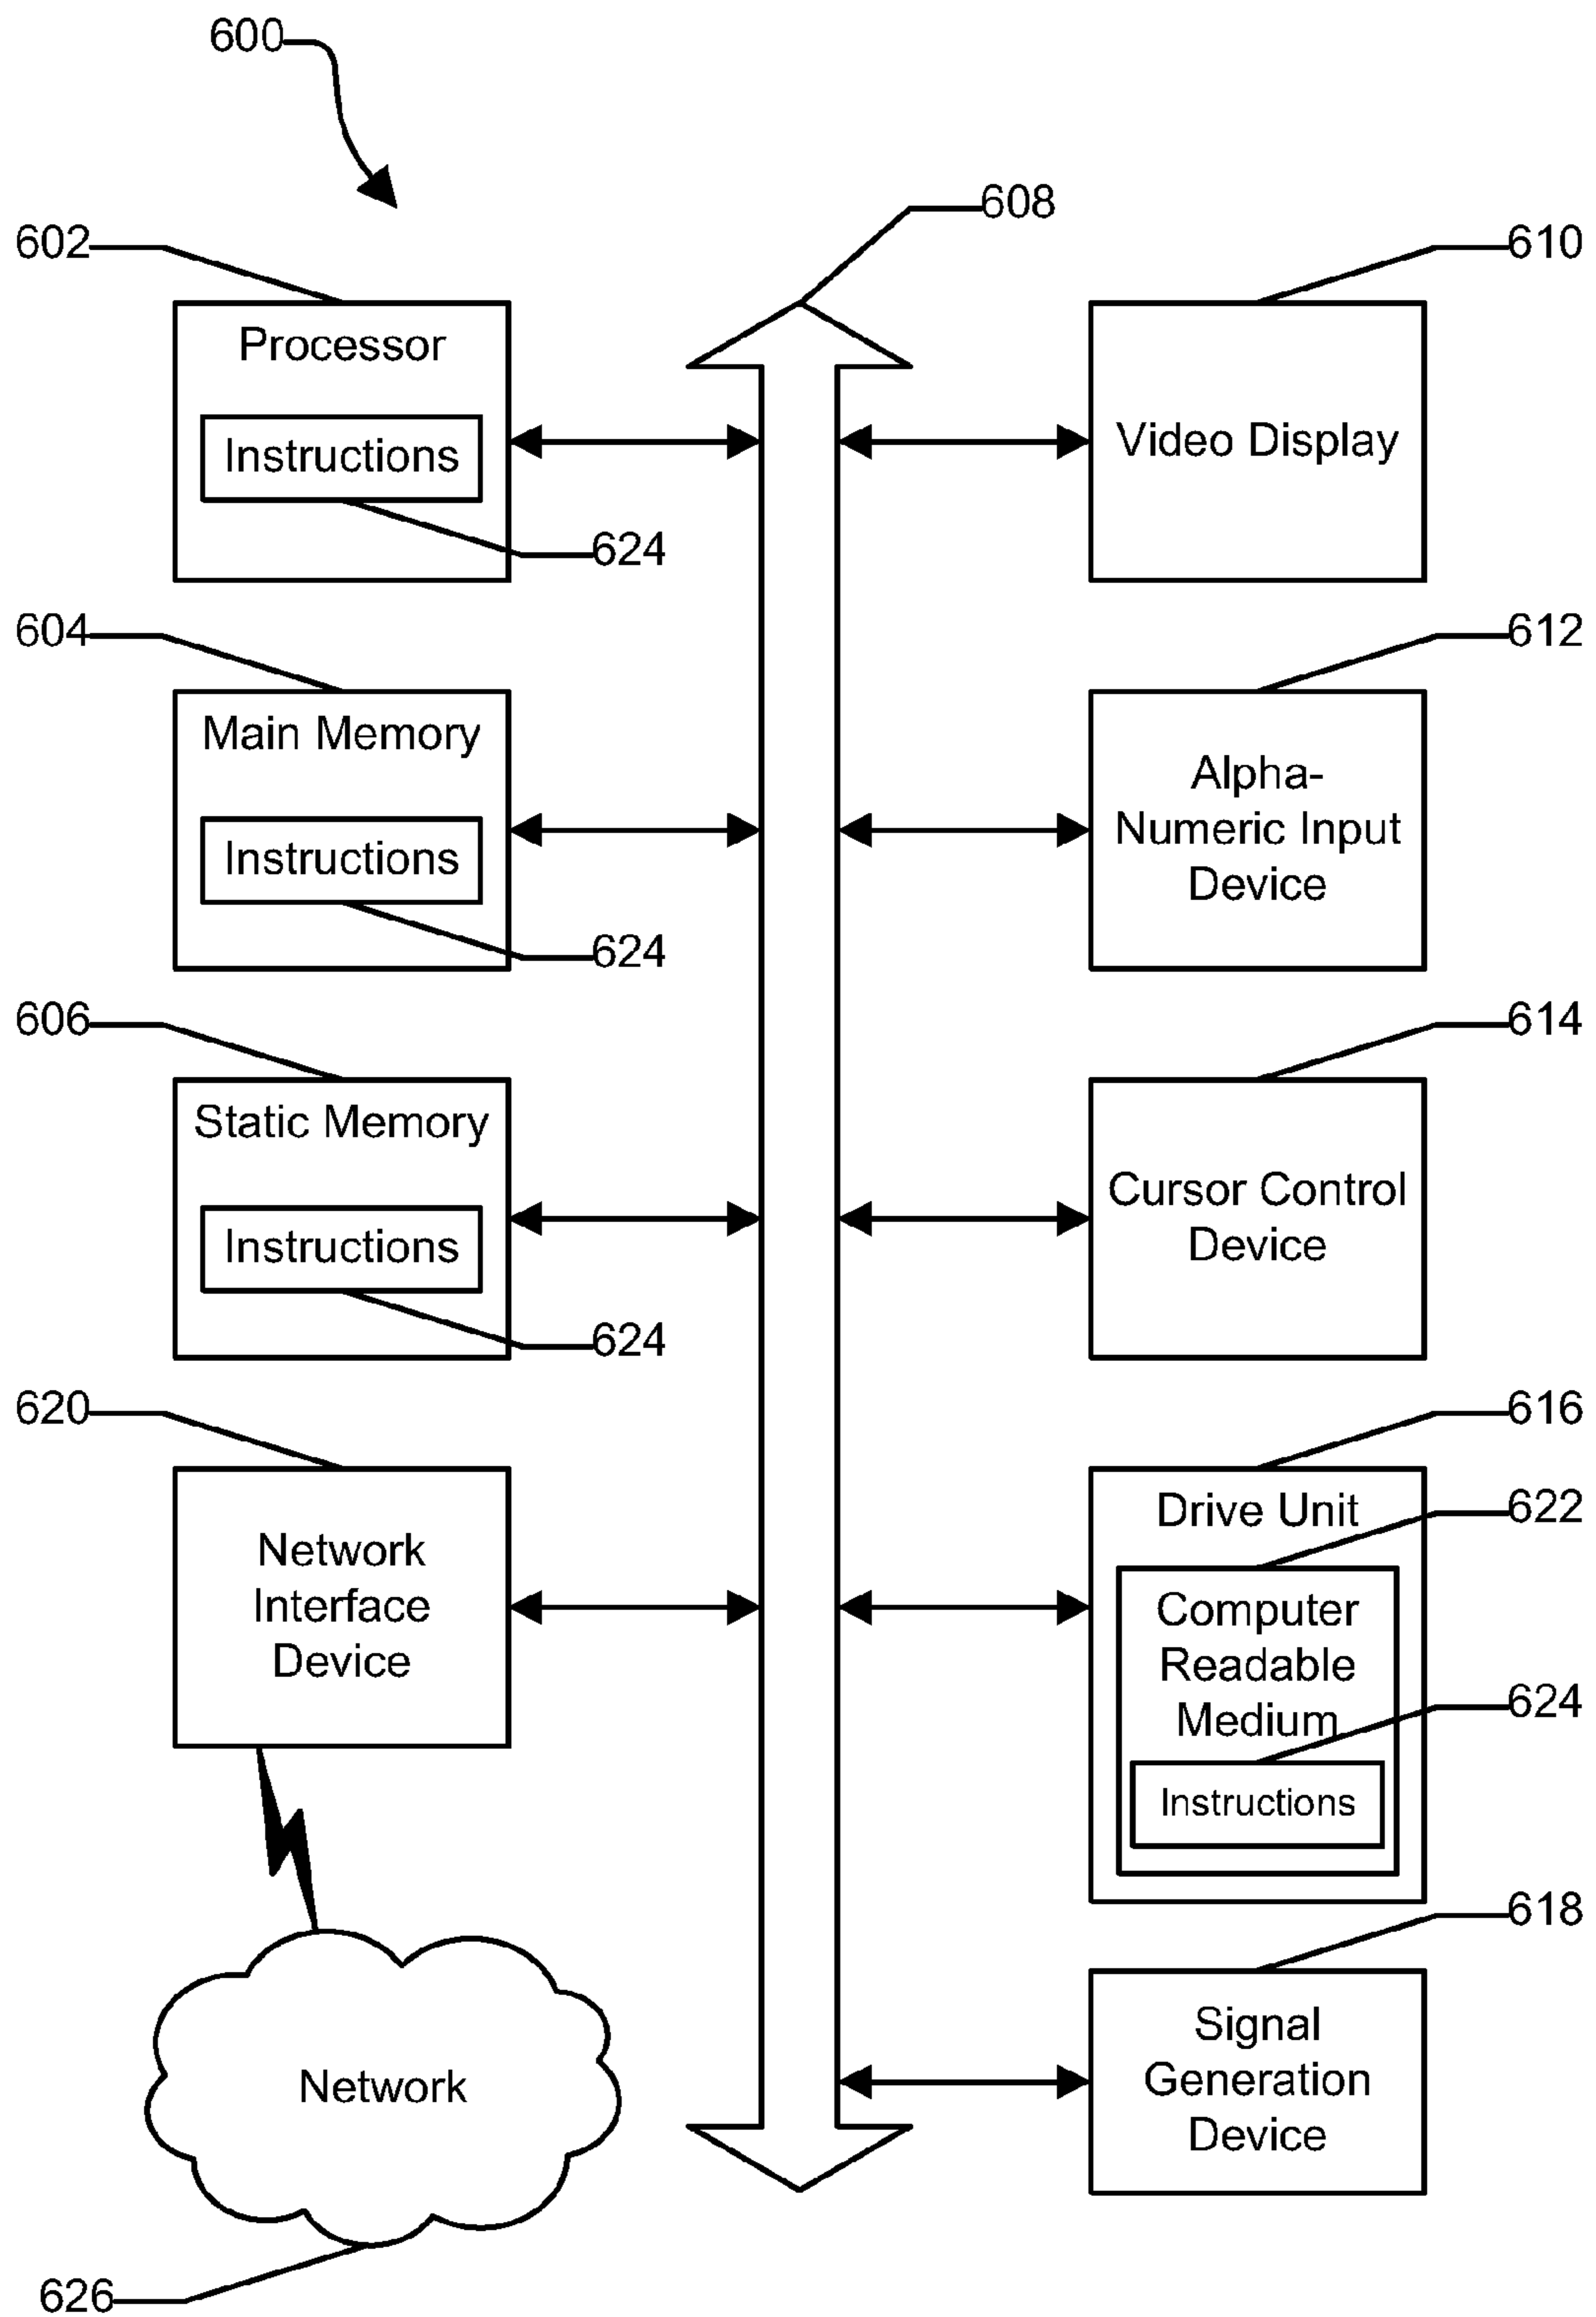 600
608
602
610
Processor
Instructions
624
Video Display
604
612
Main Memory
Instructions
624
Alpha-
Numeric Input
Device
606
614
Static Memory
Instructions
624
Cursor Control
Device
620
616
Network
Interface
Device
Drive Unit
622
Computer
Readable
Medium
624
Instructions
618
Signal
Generation
Device
Network
626